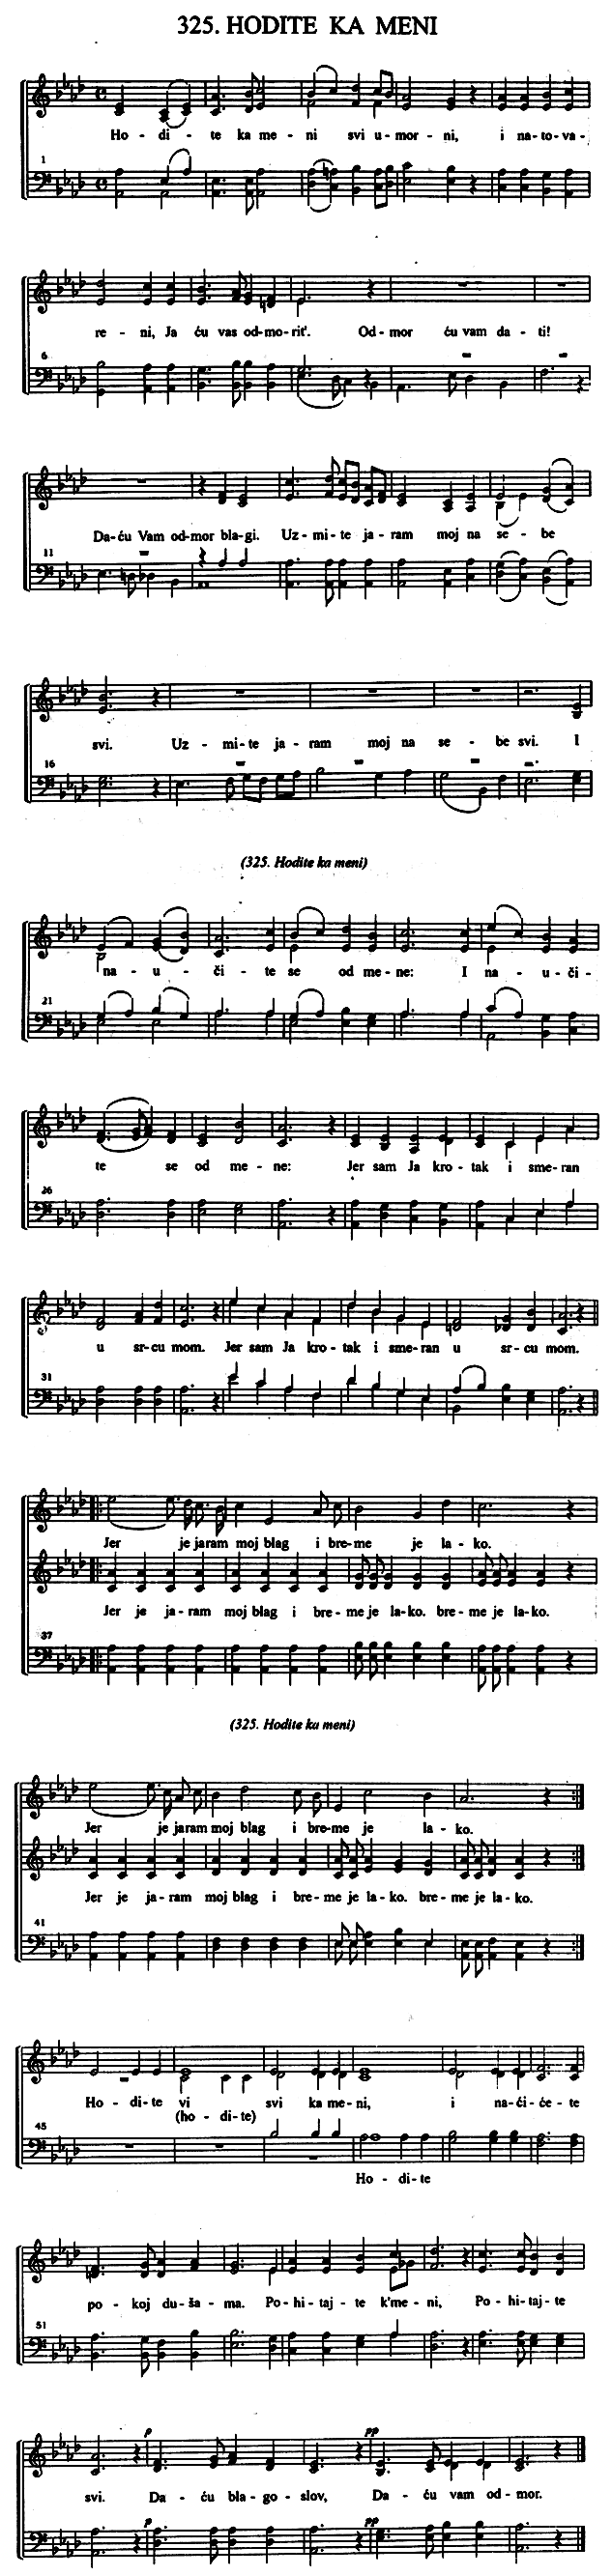 325. HODITE KA MENI
Ho - di - te ka me - ni svi u - mor - ni, i na - to - va -
1
re - ni, Ja ću vas od - mo - rit'. Od - mor ću vam da - ti!
6
Da - ću Vam od - mor bla - gi. Uz - mi - te ja - ram moj na se - be
11
svi. Uz - mi - te ja - ram moj na se - be svi. I
16
(325. Hodite ka meni)
na - u - či - te se od me - ne: I na - u - či -
21
te se od me - ne: Jer sam Ja kro - tak i sme - ran
26
u sr - cu mom. Jer sam Ja kro - tak i sme - ran u sr - cu mom.
31
Jer je jaram moj blag i bre - me je la - ko.
Jer je ja - ram moj blag i bre - me je la - ko. bre - me je la - ko.
37
(325. Hodite ka meni)
Jer je jaram moj blag i bre - me je la - ko.
Jer je ja - ram moj blag i bre - me je la - ko. bre - me je la - ko.
41
Ho - di - te vi svi ka me - ni, i na - ći - će - te
(ho - di - te)
45
Ho - di - te
po - koj du - ša - ma. Po - hi - taj - te k'me - ni, Po - hi - taj - te
51
p pp
svi. Da - ću bla - go - slov, Da - ću vam od - mor.
p pp